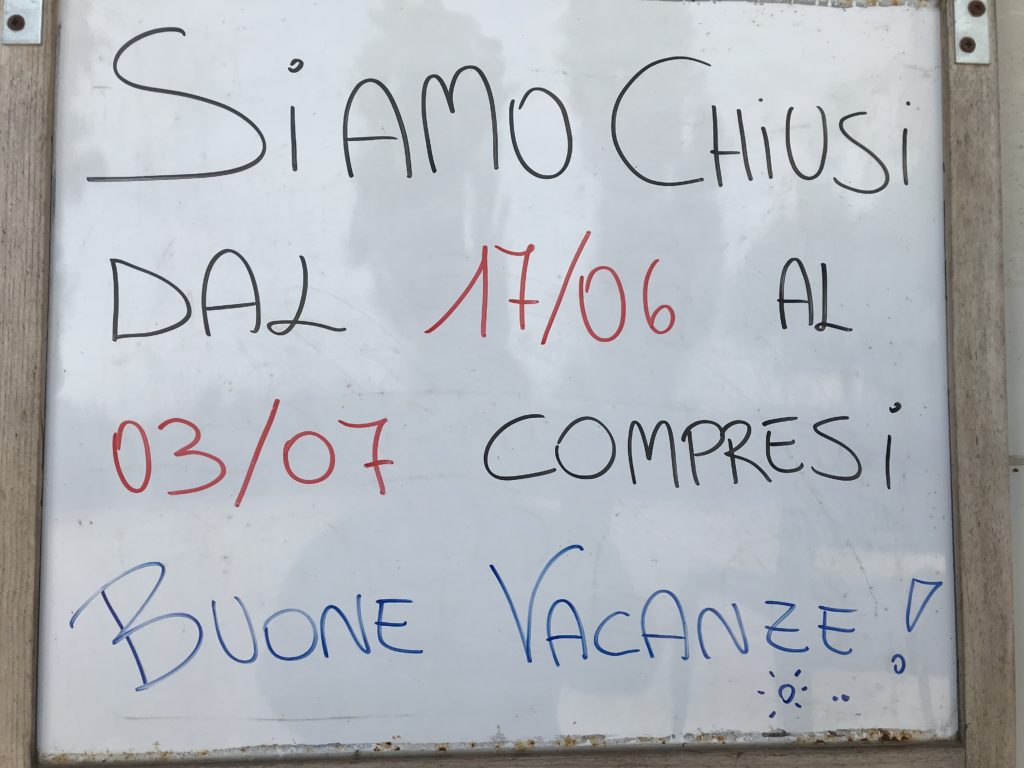 SiAMO CHiUSi
DAL 17/06 AL
03/07 COMPRESi
BUONE VACANZE!